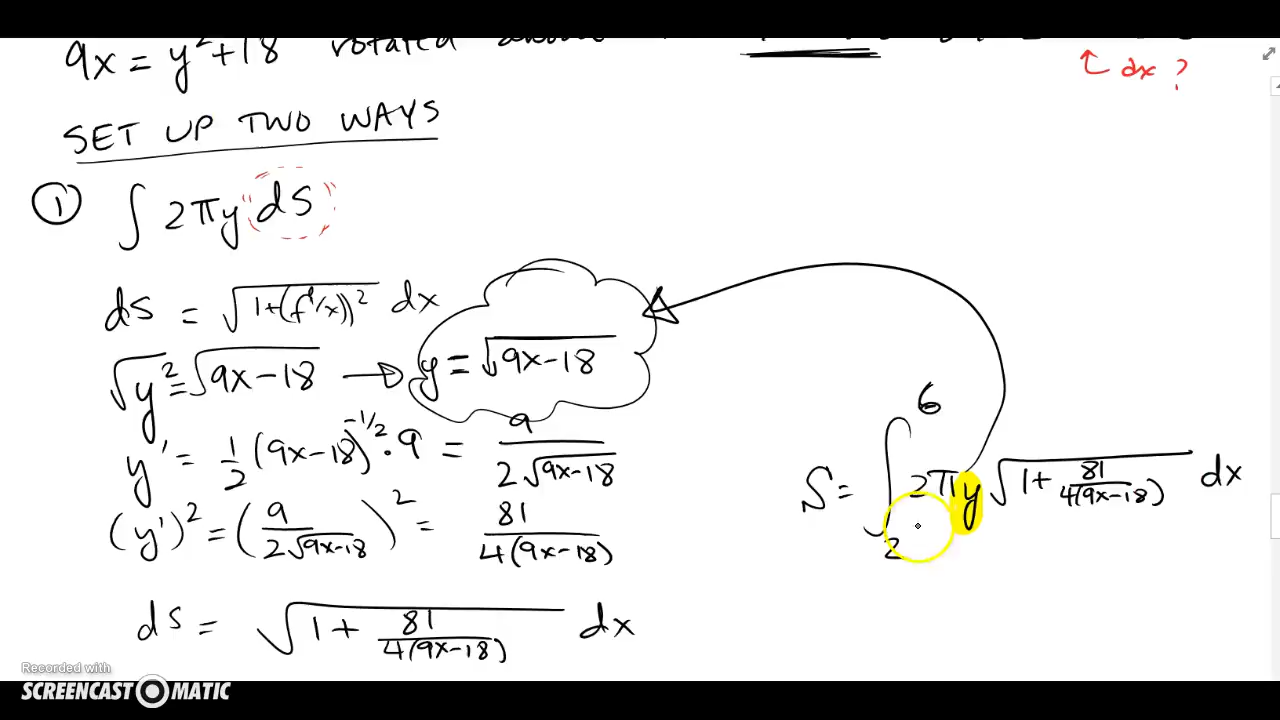 9x = y²+18 rotated
dx ?
SET UP TWO WAYS
① ∫ 2πy "dS"
dS = √(1+(f'(x))²) dx
√y² = √(9x-18) → y = √(9x-18)
y' = 1/2 (9x-18)^(-1/2) · 9 = 9/(2√(9x-18))
(y')² = (9/(2√(9x-18)))² = 81/(4(9x-18))
S = ∫₂⁶ 2πy √(1+ 81/(4(9x-18))) dx
ds = √(1 + 81/(4(9x-18))) dx
Recorded with
SCREENCAST-O-MATIC